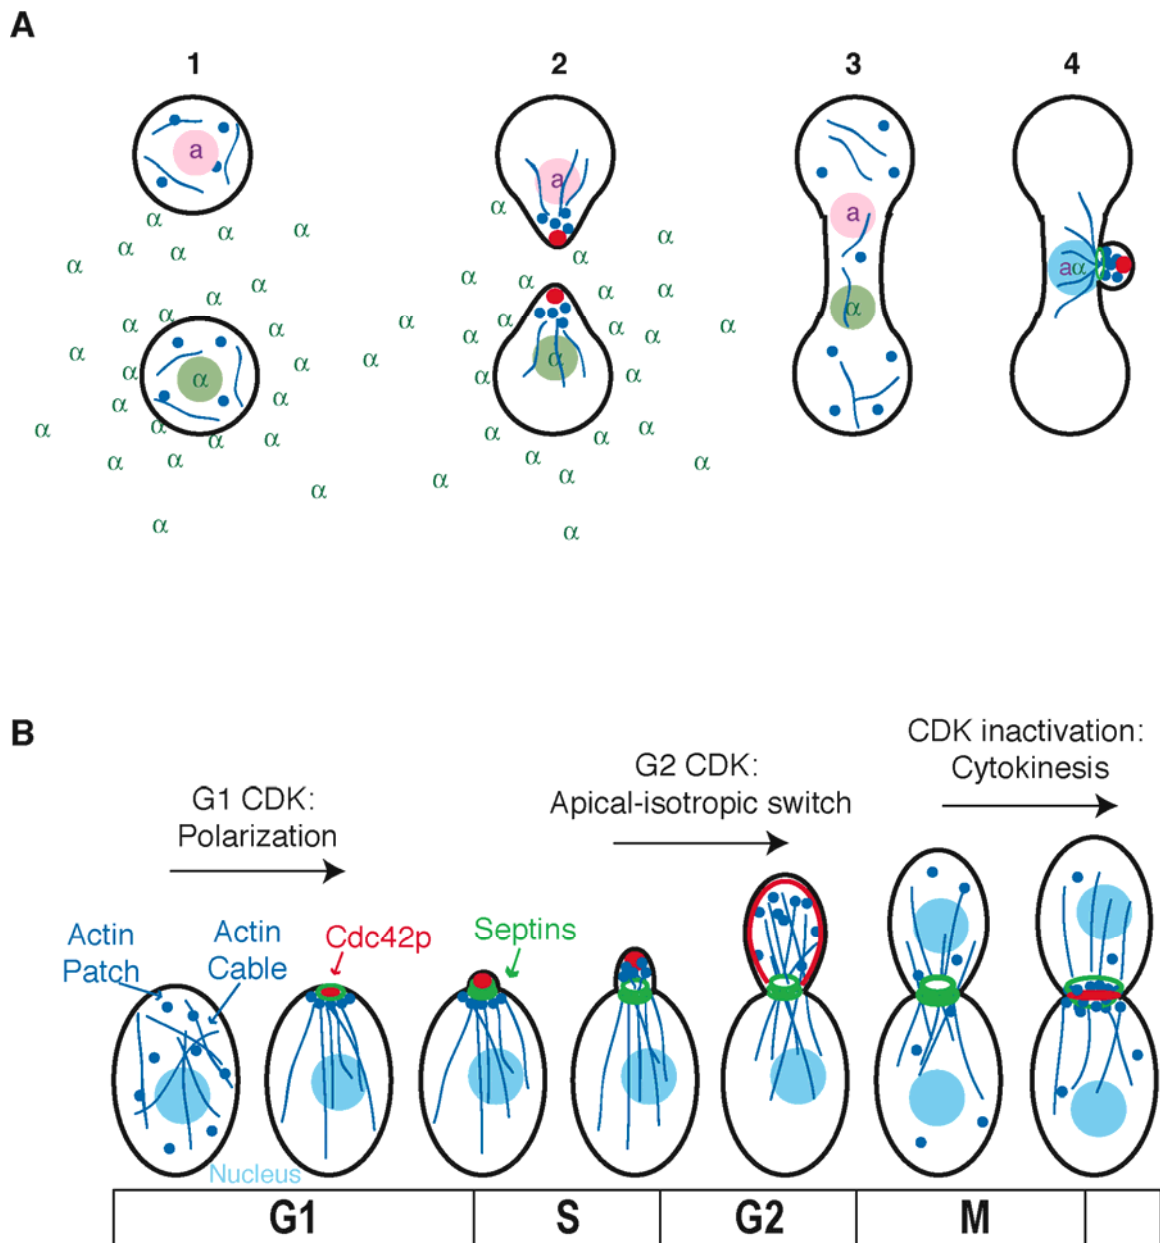 A
1 2 3 4
a a a
α α α aα
α α α α α α α α α α α α α α α α α α α α α α α α α α α α
α α α α α α α α α α α α α α α α α α α α α α
B
CDK inactivation:
Cytokinesis
G2 CDK:
Apical-isotropic switch
G1 CDK:
Polarization
Actin
Patch
Actin
Cable
Cdc42p
Septins
Nucleus
G1 S G2 M